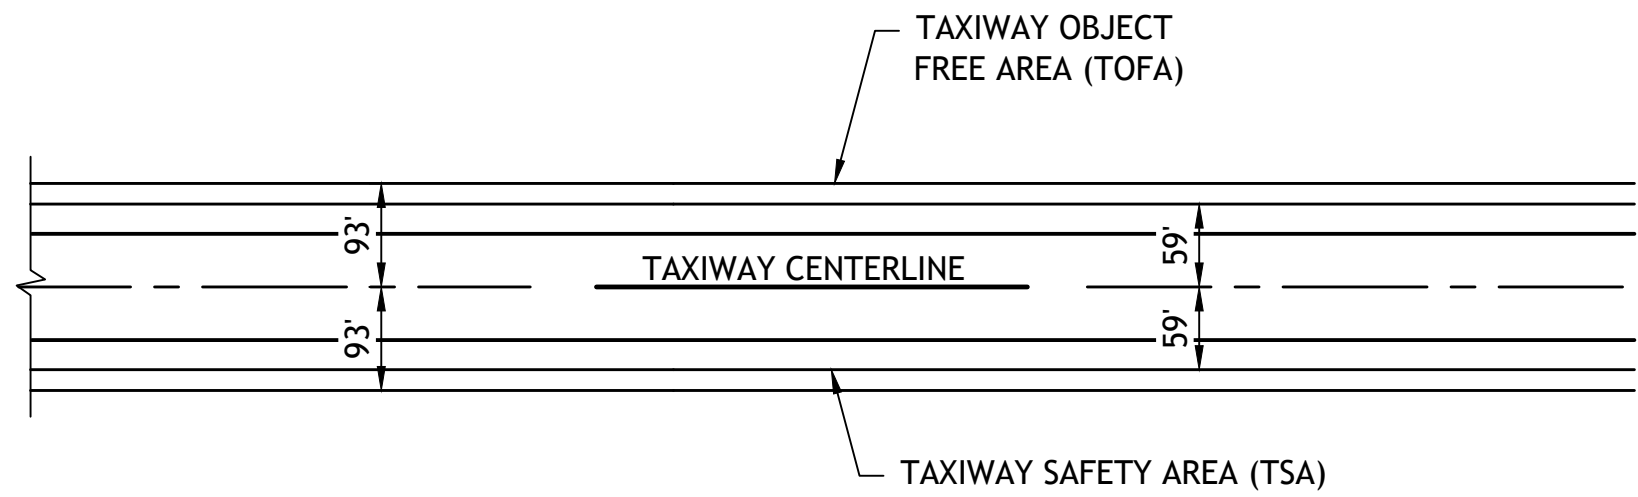 TAXIWAY OBJECT
FREE AREA (TOFA)
93'
59'
TAXIWAY CENTERLINE
93'
59'
TAXIWAY SAFETY AREA (TSA)